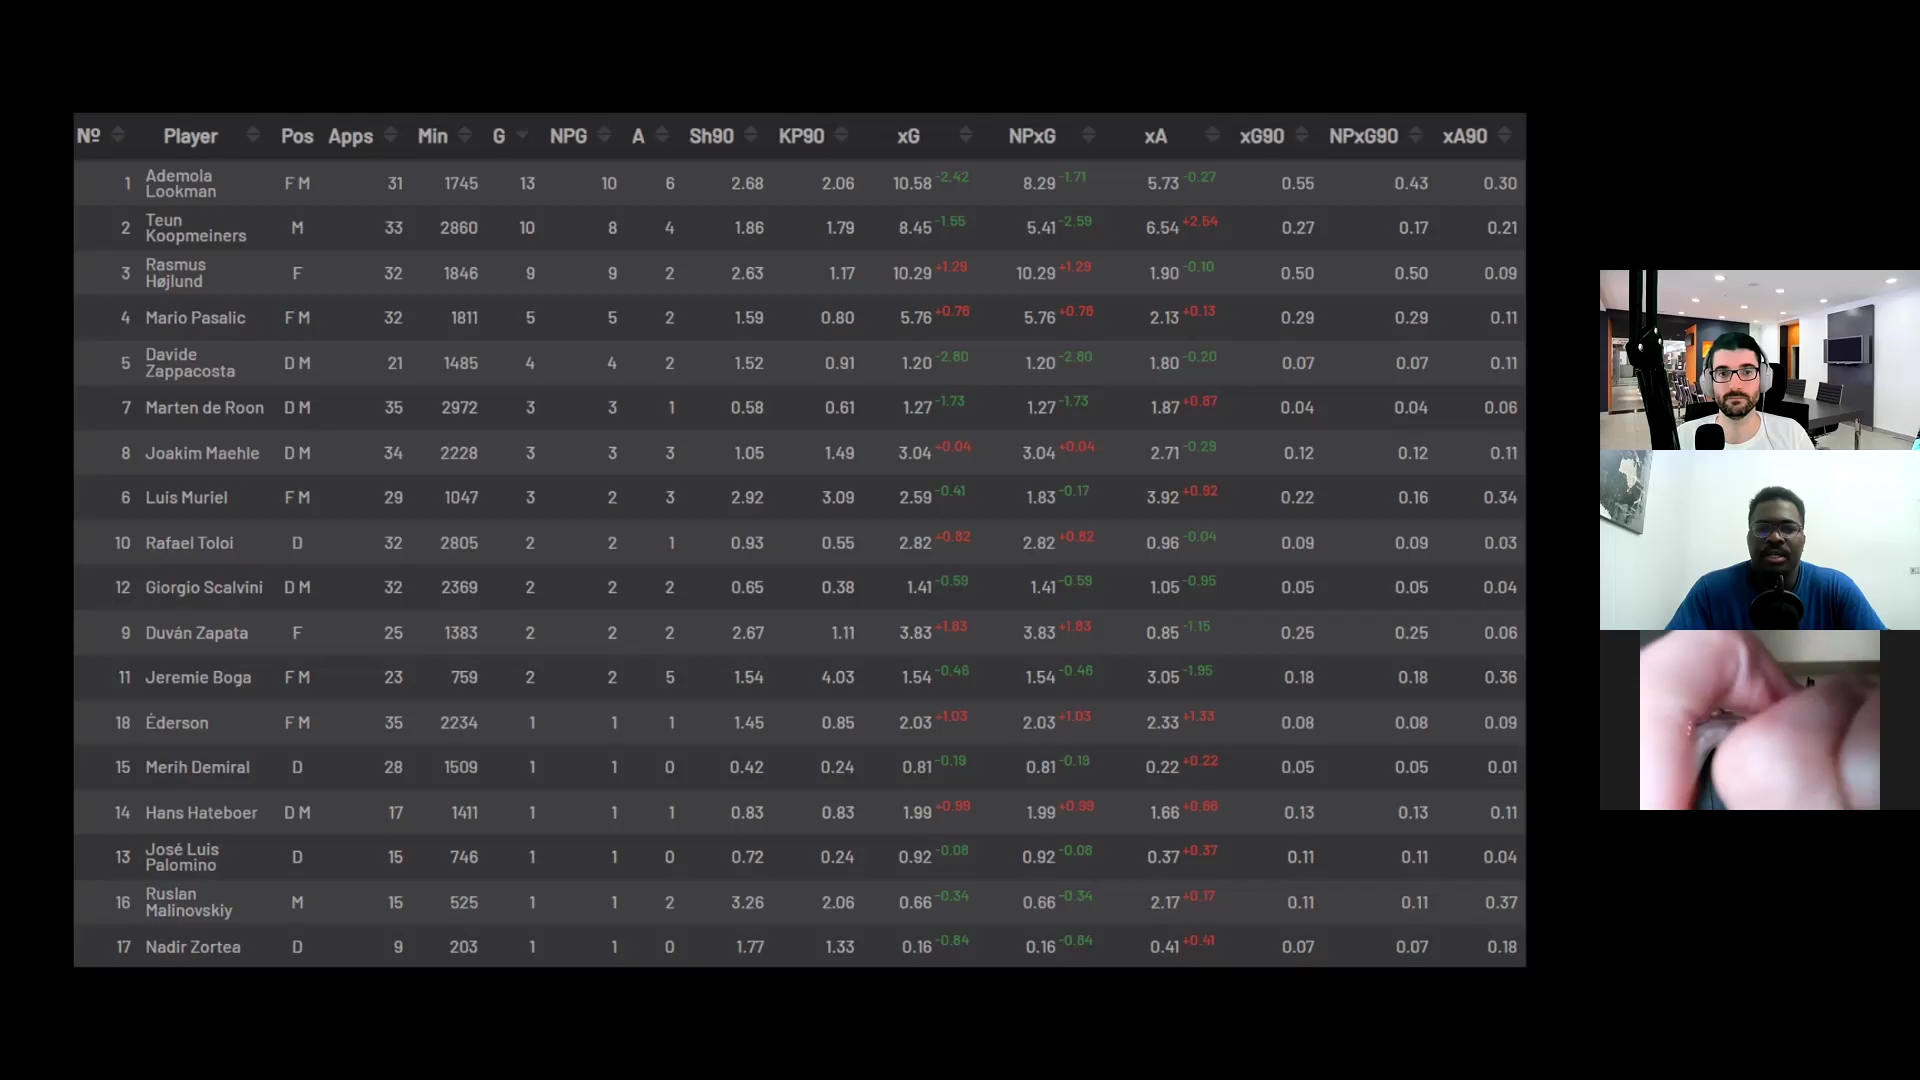 Nº Player Pos Apps Min G NPG A Sh90 KP90 xG NPxG xA xG90 NPxG90 xA90
1 Ademola Lookman F M 31 1745 13 10 6 2.68 2.06 10.58 -2.42 8.29 -1.71 5.73 -0.27 0.55 0.43 0.30
2 Teun Koopmeiners M 33 2860 10 8 4 1.86 1.79 8.45 -1.55 5.41 -2.59 6.54 +2.54 0.27 0.17 0.21
3 Rasmus Højlund F 32 1846 9 9 2 2.63 1.17 10.29 +1.29 10.29 +1.29 1.90 -0.10 0.50 0.50 0.09
4 Mario Pasalic F M 32 1811 5 5 2 1.59 0.80 5.76 +0.76 5.76 +0.76 2.13 +0.13 0.29 0.29 0.11
5 Davide Zappacosta D M 21 1485 4 4 2 1.52 0.91 1.20 -2.80 1.20 -2.80 1.80 -0.20 0.07 0.07 0.11
7 Marten de Roon D M 35 2972 3 3 1 0.58 0.61 1.27 -1.73 1.27 -1.73 1.87 +0.87 0.04 0.04 0.06
8 Joakim Maehle D M 34 2228 3 3 3 1.05 1.49 3.04 +0.04 3.04 +0.04 2.71 -0.29 0.12 0.12 0.11
6 Luis Muriel F M 29 1047 3 2 3 2.92 3.09 2.59 -0.41 1.83 -0.17 3.92 +0.92 0.22 0.16 0.34
10 Rafael Toloi D 32 2805 2 2 1 0.93 0.55 2.82 +0.82 2.82 +0.82 0.96 -0.04 0.09 0.09 0.03
12 Giorgio Scalvini D M 32 2369 2 2 2 0.65 0.38 1.41 -0.59 1.41 -0.59 1.05 -0.95 0.05 0.05 0.04
9 Duván Zapata F 25 1383 2 2 2 2.67 1.11 3.83 +1.83 3.83 +1.83 0.85 -1.15 0.25 0.25 0.06
11 Jeremie Boga F M 23 759 2 2 5 1.54 4.03 1.54 -0.46 1.54 -0.46 3.05 -1.95 0.18 0.18 0.36
18 Éderson F M 35 2234 1 1 1 1.45 0.85 2.03 +1.03 2.03 +1.03 2.33 +1.33 0.08 0.08 0.09
15 Merih Demiral D 28 1509 1 1 0 0.42 0.24 0.81 -0.19 0.81 -0.19 0.22 +0.22 0.05 0.05 0.01
14 Hans Hateboer D M 17 1411 1 1 1 0.83 0.83 1.99 +0.99 1.99 +0.99 1.66 +0.66 0.13 0.13 0.11
13 José Luis Palomino D 15 746 1 1 0 0.72 0.24 0.92 -0.08 0.92 -0.08 0.37 +0.37 0.11 0.11 0.04
16 Ruslan Malinovskiy M 15 525 1 1 2 3.26 2.06 0.66 -0.34 0.66 -0.34 2.17 +0.17 0.11 0.11 0.37
17 Nadir Zortea D 9 203 1 1 0 1.77 1.33 0.16 -0.84 0.16 -0.84 0.41 +0.41 0.07 0.07 0.18